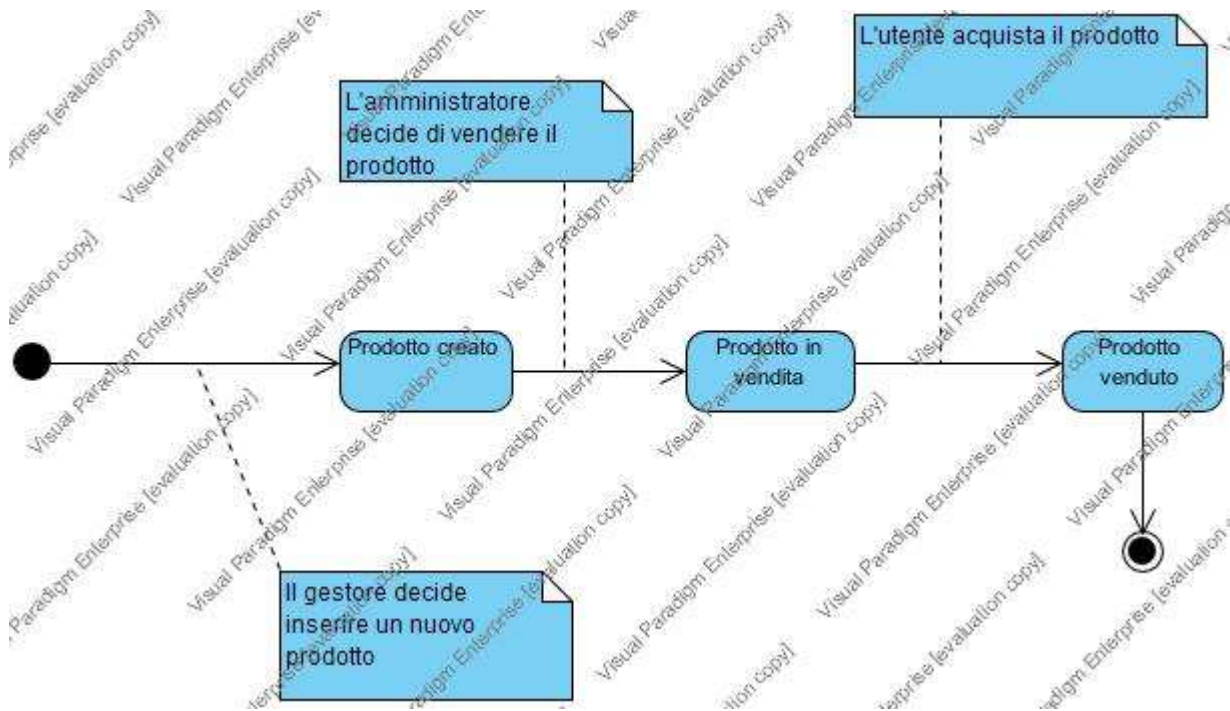 L'utente acquista il prodotto
L'amministratore
decide di vendere il
prodotto
Prodotto creato
Prodotto in
vendita
Prodotto
venduto
Il gestore decide
inserire un nuovo
prodotto
Visual Paradigm Enterprise [evaluation copy]